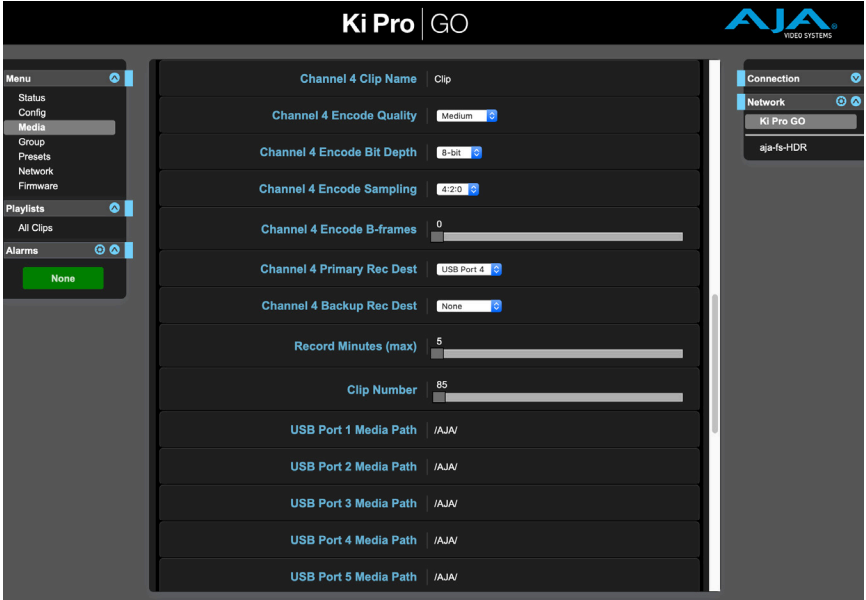 Ki Pro GO
AJA
VIDEO SYSTEMS
Menu
Status
Config
Media
Group
Presets
Network
Firmware
Playlists
All Clips
Alarms
None
Channel 4 Clip Name Clip
Channel 4 Encode Quality Medium
Channel 4 Encode Bit Depth 8-bit
Channel 4 Encode Sampling 4:2:0
Channel 4 Encode B-frames 0
Channel 4 Primary Rec Dest USB Port 4
Channel 4 Backup Rec Dest None
Record Minutes (max) 5
Clip Number 85
USB Port 1 Media Path /AJA/
USB Port 2 Media Path /AJA/
USB Port 3 Media Path /AJA/
USB Port 4 Media Path /AJA/
USB Port 5 Media Path /AJA/
Connection
Network
Ki Pro GO
aja-fs-HDR